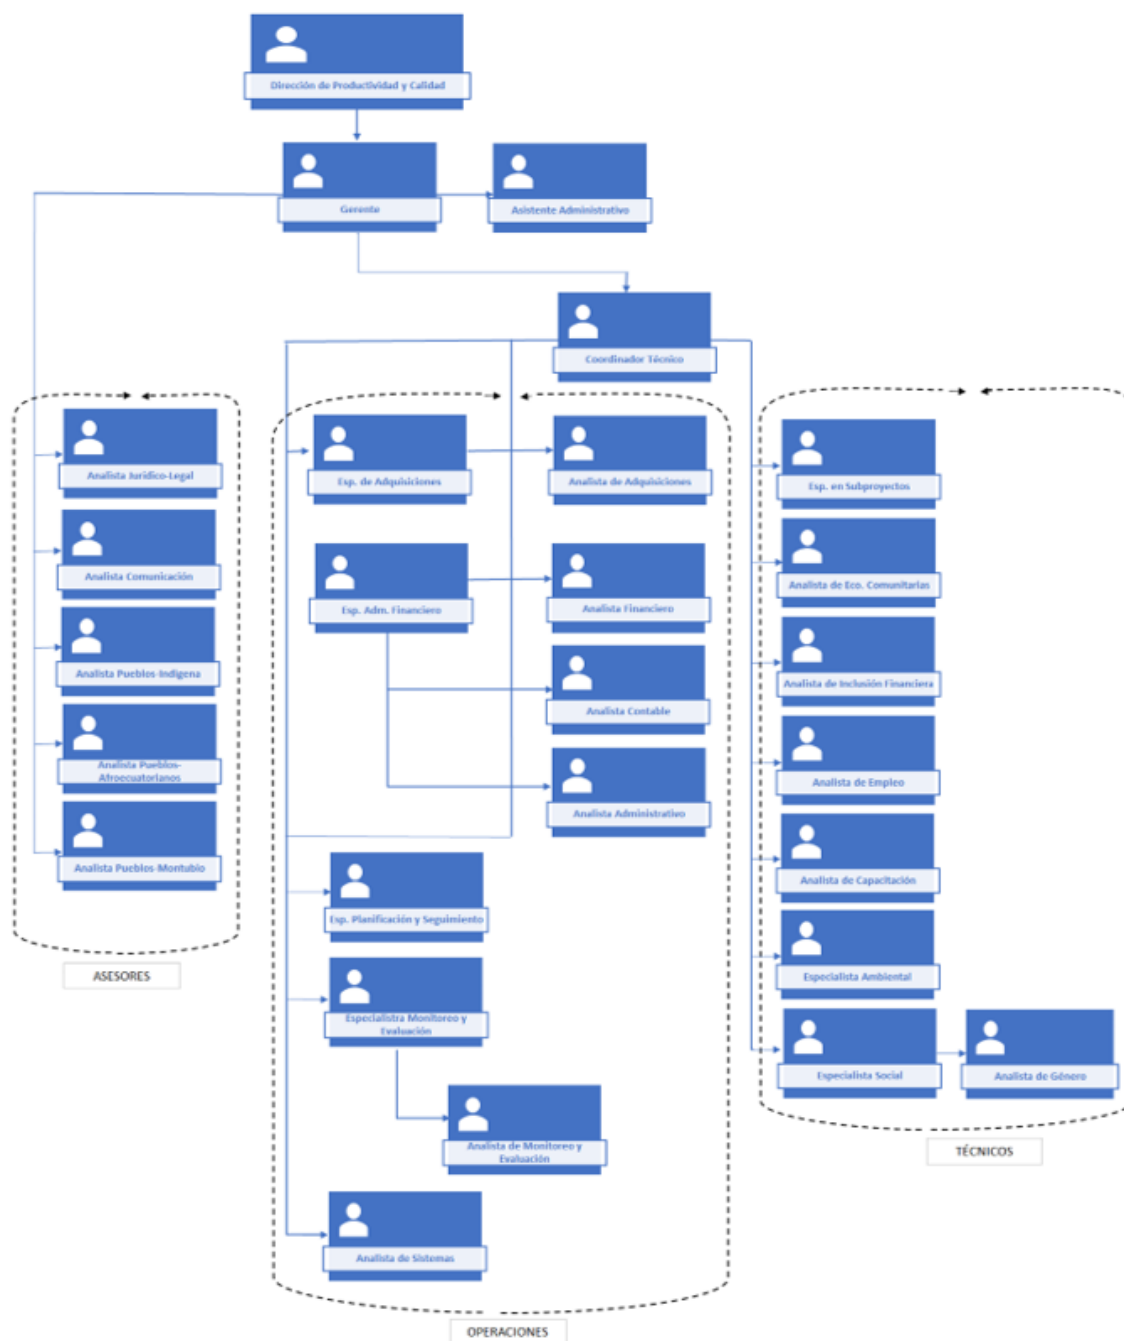 Dirección de Productividad y Calidad
Gerente
Asistente Administrativo
Coordinador Técnico
Analista Jurídico-Legal
Analista Comunicación
Analista Pueblos-Indígena
Analista Pueblos-
Afroecuatorianos
Analista Pueblos-Montubio
ASESORES
Esp. de Adquisiciones
Analista de Adquisiciones
Esp. Adm. Financiero
Analista Financiero
Analista Contable
Analista Administrativo
Esp. Planificación y Seguimiento
Especialistra Monitoreo y
Evaluación
Analista de Monitoreo y
Evaluación
Analista de Sistemas
OPERACIONES
Esp. en Subproyectos
Analista de Eco. Comunitarias
Analista de Inclusión Financiera
Analista de Empleo
Analista de Capacitación
Especialista Ambiental
Especialista Social
Analista de Género
TÉCNICOS